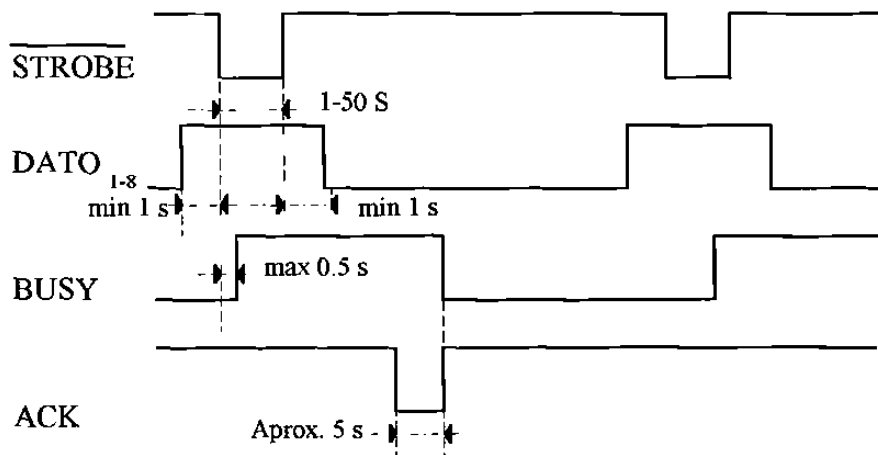 STROBE
1-50 S
DATO 1-8
min 1 s
min 1 s
max 0.5 s
BUSY
ACK
Aprox. 5 s